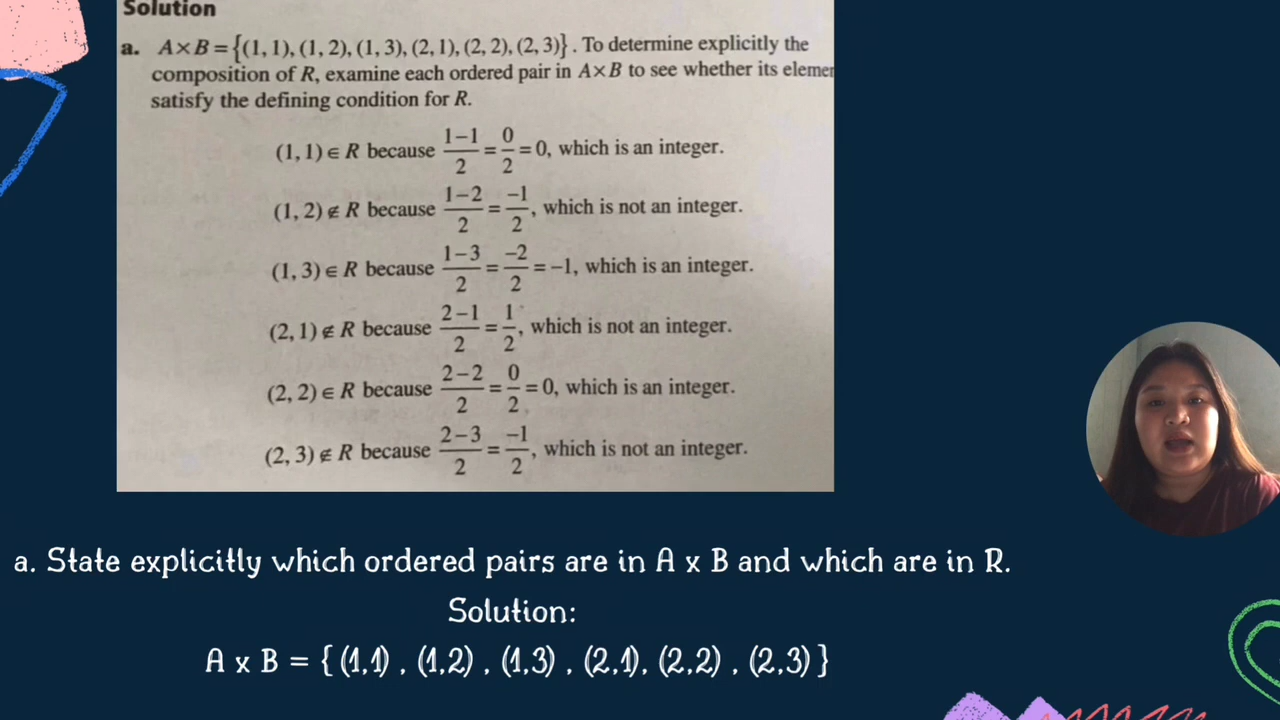 Solution
a. A×B = {(1, 1), (1, 2), (1, 3), (2, 1), (2, 2), (2, 3)}. To determine explicitly the
composition of R, examine each ordered pair in A×B to see whether its elemer
satisfy the defining condition for R.
(1, 1) ∈ R because 1−1/2 = 0/2 = 0, which is an integer.
(1, 2) ∉ R because 1−2/2 = −1/2, which is not an integer.
(1, 3) ∈ R because 1−3/2 = −2/2 = −1, which is an integer.
(2, 1) ∉ R because 2−1/2 = 1/2, which is not an integer.
(2, 2) ∈ R because 2−2/2 = 0/2 = 0, which is an integer.
(2, 3) ∉ R because 2−3/2 = −1/2, which is not an integer.
a. State explicitly which ordered pairs are in A x B and which are in R.
Solution:
A x B = { (1,1) , (1,2) , (1,3) , (2,1), (2,2) , (2,3) }